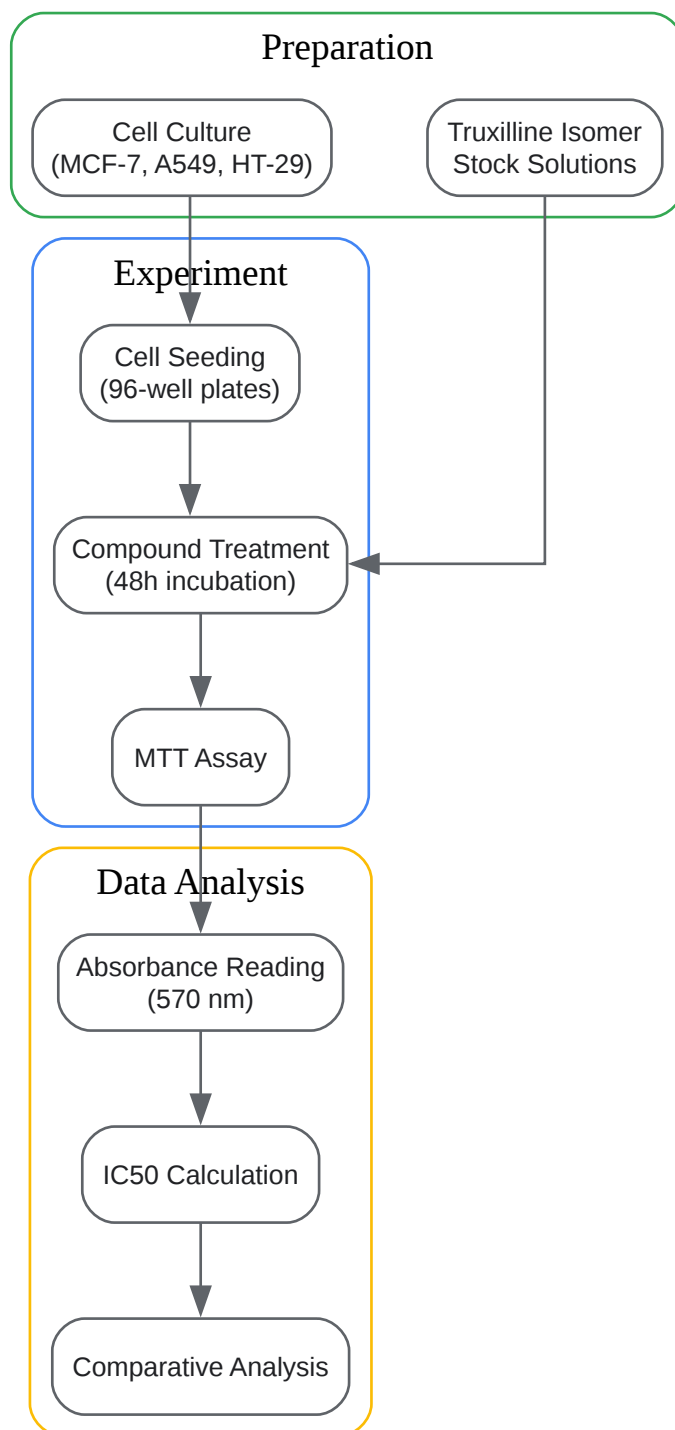 Preparation
Cell Culture
(MCF-7, A549, HT-29)
Truxilline Isomer
Stock Solutions
Experiment
Cell Seeding
(96-well plates)
Compound Treatment
(48h incubation)
MTT Assay
Data Analysis
Absorbance Reading
(570 nm)
IC50 Calculation
Comparative Analysis